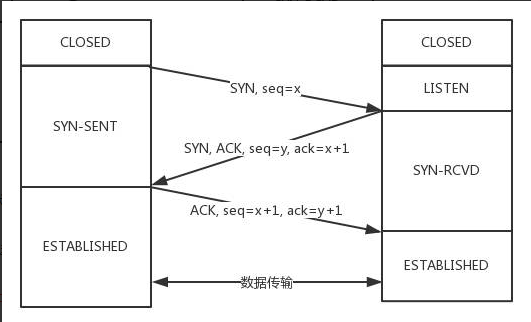 CLOSED
CLOSED
SYN, seq=x
LISTEN
SYN-SENT
SYN, ACK, seq=y, ack=x+1
SYN-RCVD
ACK, seq=x+1, ack=y+1
ESTABLISHED
ESTABLISHED
数据传输